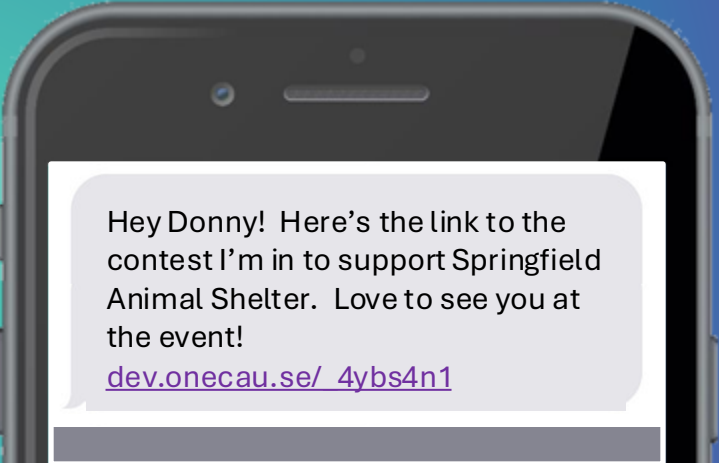 Hey Donny! Here's the link to the
contest I'm in to support Springfield
Animal Shelter. Love to see you at
the event!
dev.onecau.se/_4ybs4n1